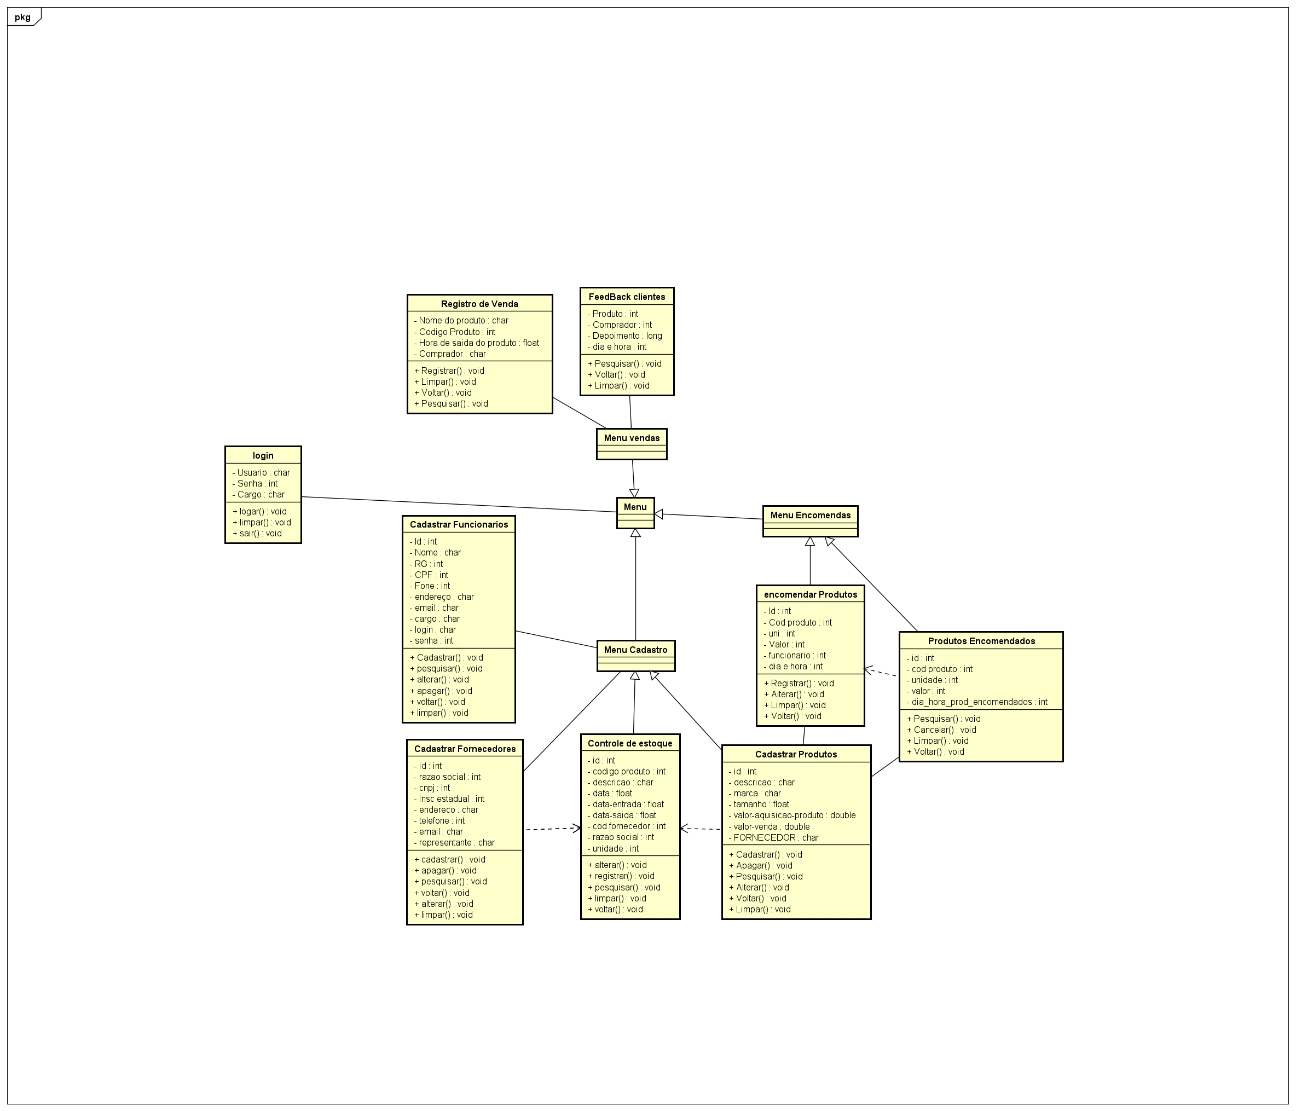 pkg
Registro de Venda
- Nome do produto : char
- Codigo Produto : int
- Hora de saida do produto : float
- Comprador : char
+ Registrar() : void
+ Limpar() : void
+ Voltar() : void
+ Pesquisar() : void
FeedBack clientes
- Produto : int
- Comprador : int
- Depoimento : long
- dia e hora : int
+ Pesquisar() : void
+ Voltar() : void
+ Limpar() : void
Menu vendas
login
- Usuario : char
- Senha : int
- Cargo : char
+ logar() : void
+ limpar() : void
+ sair() : void
Menu
Menu Encomendas
Cadastrar Funcionarios
- Id : int
- Nome : char
- RG : int
- CPF : int
- Fone : int
- endereço : char
- email : char
- cargo : char
- login : char
- senha : int
+ Cadastrar() : void
+ pesquisar() : void
+ alterar() : void
+ apagar() : void
+ voltar() : void
+ limpar() : void
Menu Cadastro
encomendar Produtos
- Id : int
- Cod produto : int
- uni : int
- Valor : int
- funcionario : int
- dia e hora : int
+ Registrar() : void
+ Alterar() : void
+ Limpar() : void
+ Voltar() : void
Produtos Encomendados
- id : int
- cod produto : int
- unidade : int
- valor : int
- dia_hora_prod_encomendados : int
+ Pesquisar() : void
+ Cancelar() : void
+ Limpar() : void
+ Voltar() : void
Cadastrar Fornecedores
- id : int
- razao social : int
- cnpj : int
- insc estadual : int
- endereco : char
- telefone : int
- email : char
- representante : char
+ cadastrar() : void
+ apagar() : void
+ pesquisar() : void
+ voltar() : void
+ alterar() : void
+ limpar() : void
Controle de estoque
- id : int
- codigo produto : int
- descricao : char
- data : float
- data-entrada : float
- data-saida : float
- cod fornecedor : int
- razao social : int
- unidade : int
+ alterar() : void
+ registrar() : void
+ pesquisar() : void
+ limpar() : void
+ voltar() : void
Cadastrar Produtos
- id : int
- descricao : char
- marca : char
- tamanho : float
- valor-aquisicao-produto : double
- valor-venda : double
- FORNECEDOR : char
+ Cadastrar() : void
+ Apagar() : void
+ Pesquisar() : void
+ Alterar() : void
+ Voltar() : void
+ Limpar() : void